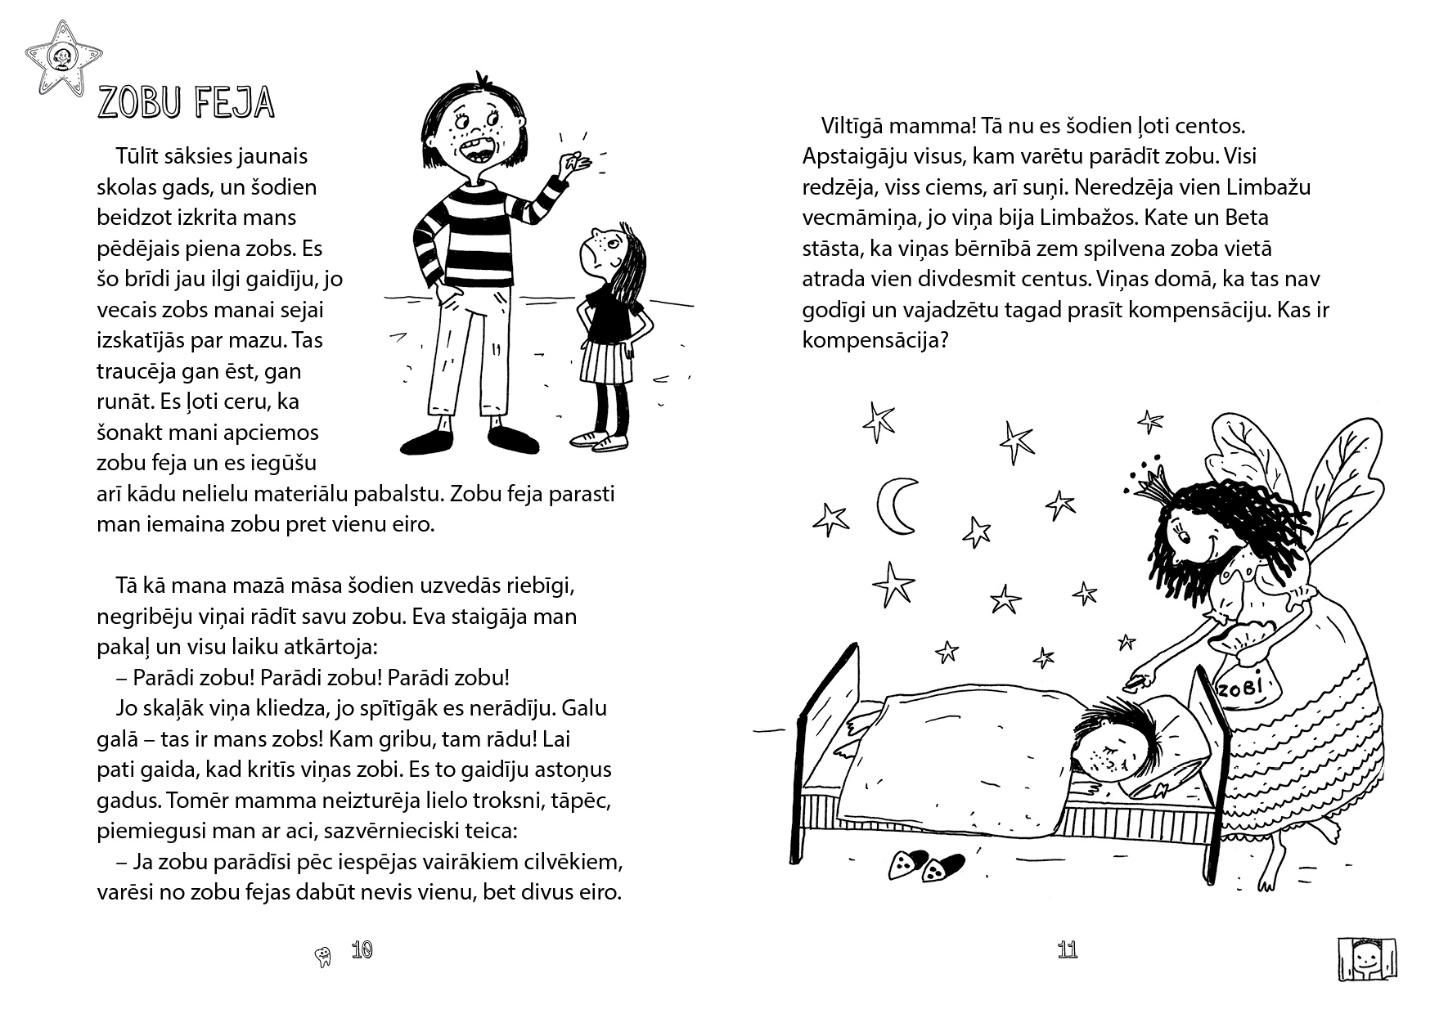 ZOBU FEJA
Tūlīt sāksies jaunais
skolas gads, un šodien
beidzot izkrita mans
pēdējais piena zobs. Es
šo brīdi jau ilgi gaidīju, jo
vecais zobs manai sejai
izskatījās par mazu. Tas
traucēja gan ēst, gan
runāt. Es ļoti ceru, ka
šonakt mani apciemos
zobu feja un es iegūšu
arī kādu nelielu materiālu pabalstu. Zobu feja parasti
man iemaina zobu pret vienu eiro.
Tā kā mana mazā māsa šodien uzvedās riebīgi,
negribēju viņai rādīt savu zobu. Eva staigāja man
pakaļ un visu laiku atkārtoja:
– Parādi zobu! Parādi zobu! Parādi zobu!
Jo skaļāk viņa kliedza, jo spītīgāk es nerādīju. Galu
galā – tas ir mans zobs! Kam gribu, tam rādu! Lai
pati gaida, kad kritīs viņas zobi. Es to gaidīju astoņus
gadus. Tomēr mamma neizturēja lielo troksni, tāpēc,
piemiegusi man ar aci, sazvērnieciski teica:
– Ja zobu parādīsi pēc iespējas vairākiem cilvēkiem,
varēsi no zobu fejas dabūt nevis vienu, bet divus eiro.
10
Viltīgā mamma! Tā nu es šodien ļoti centos.
Apstaigāju visus, kam varētu parādīt zobu. Visi
redzēja, viss ciems, arī suņi. Neredzēja vien Limbažu
vecmāmiņa, jo viņa bija Limbažos. Kate un Beta
stāsta, ka viņas bērnībā zem spilvena zoba vietā
atrada vien divdesmit centus. Viņas domā, ka tas nav
godīgi un vajadzētu tagad prasīt kompensāciju. Kas ir
kompensācija?
ZOBI
11